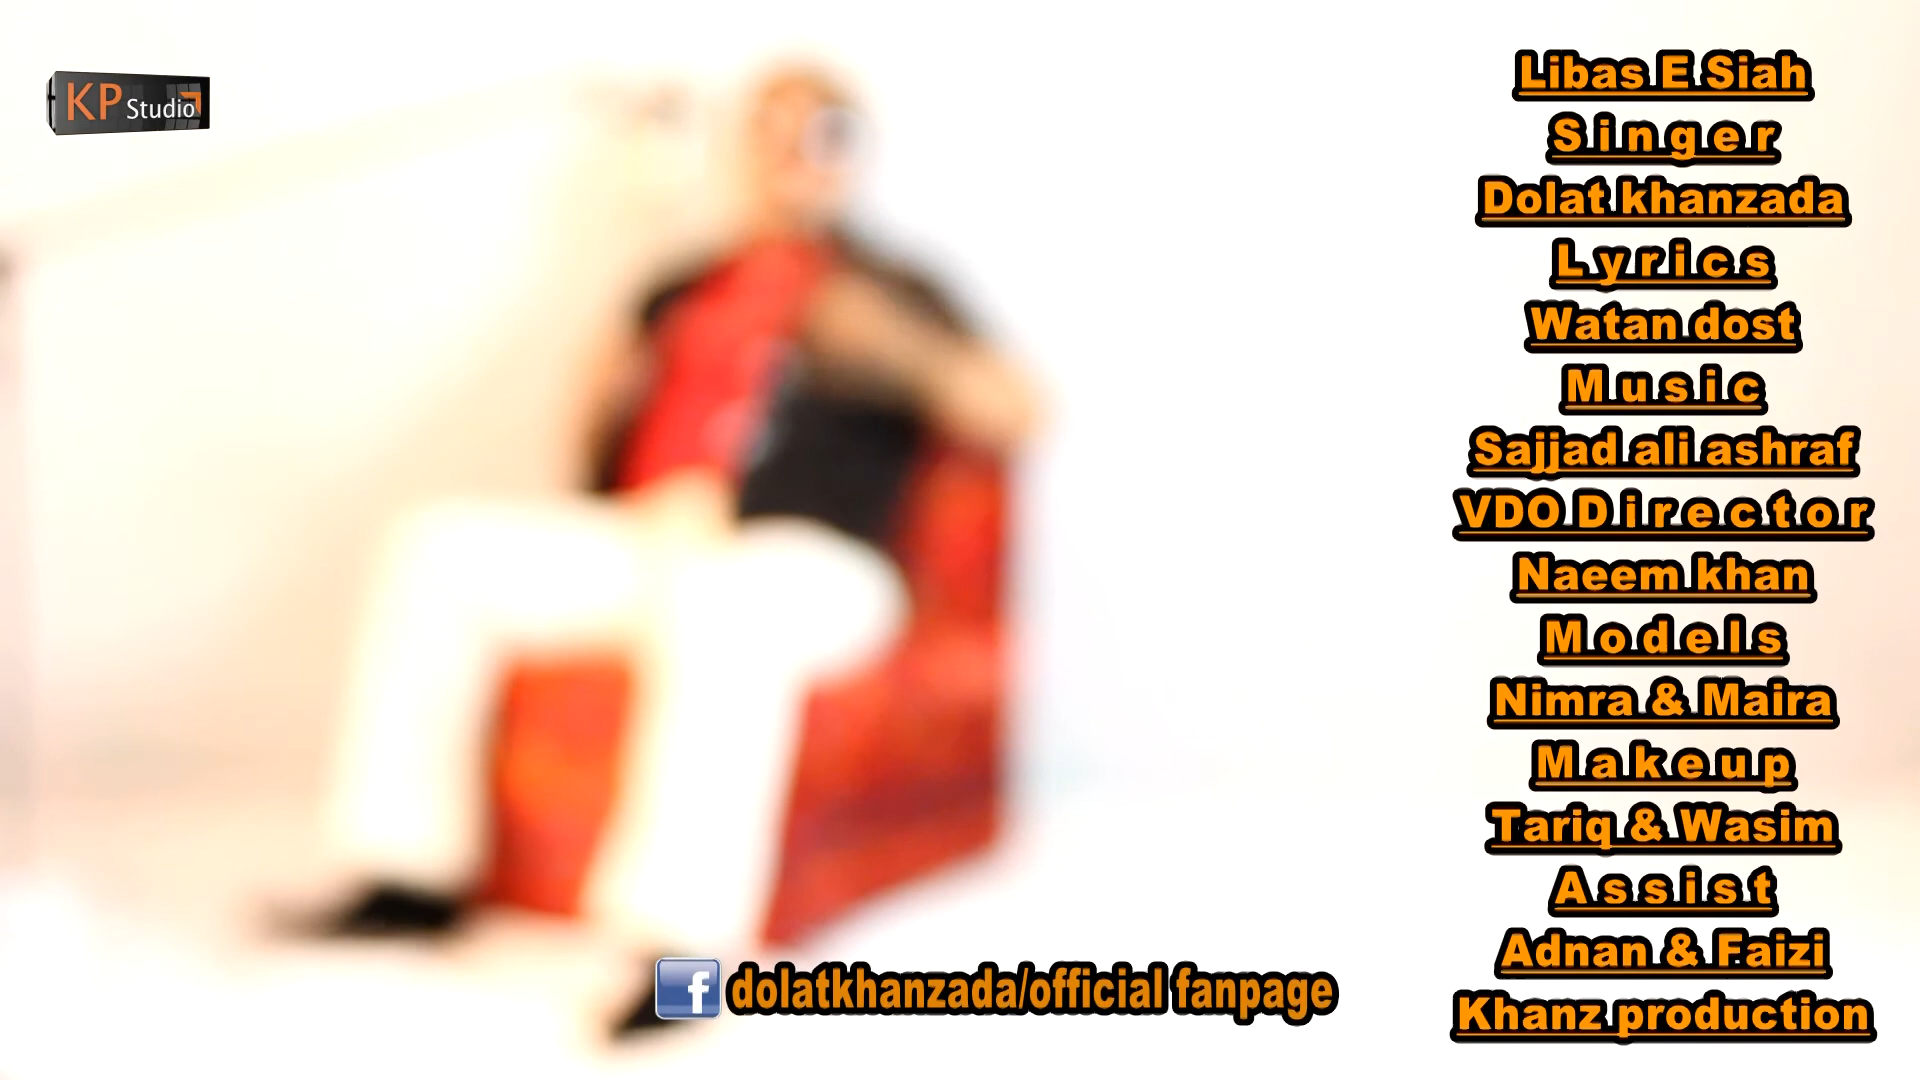 KP Studio
Libas E Siah
Singer
Dolat khanzada
Lyrics
Watan dost
Music
Sajjad ali ashraf
VDO Director
Naeem khan
Models
Nimra & Maira
Makeup
Tariq & Wasim
Assist
Adnan & Faizi
Khanz production
f dolatkhanzada/official fanpage